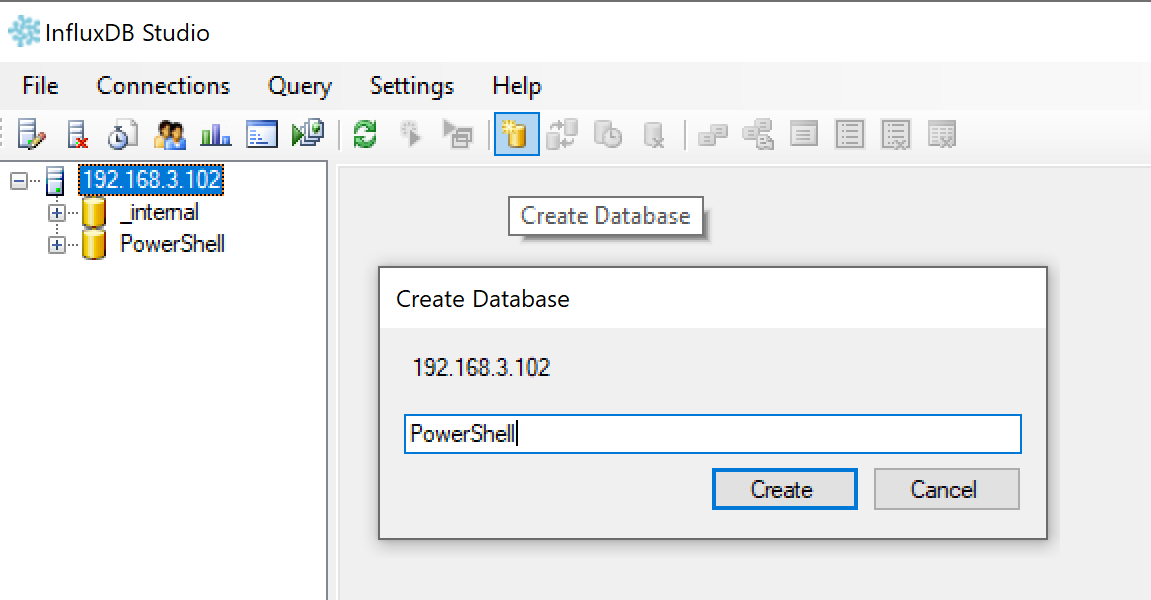 InfluxDB Studio
File Connections Query Settings Help
192.168.3.102
_internal
PowerShell
Create Database
Create Database
192.168.3.102
PowerShell
Create Cancel